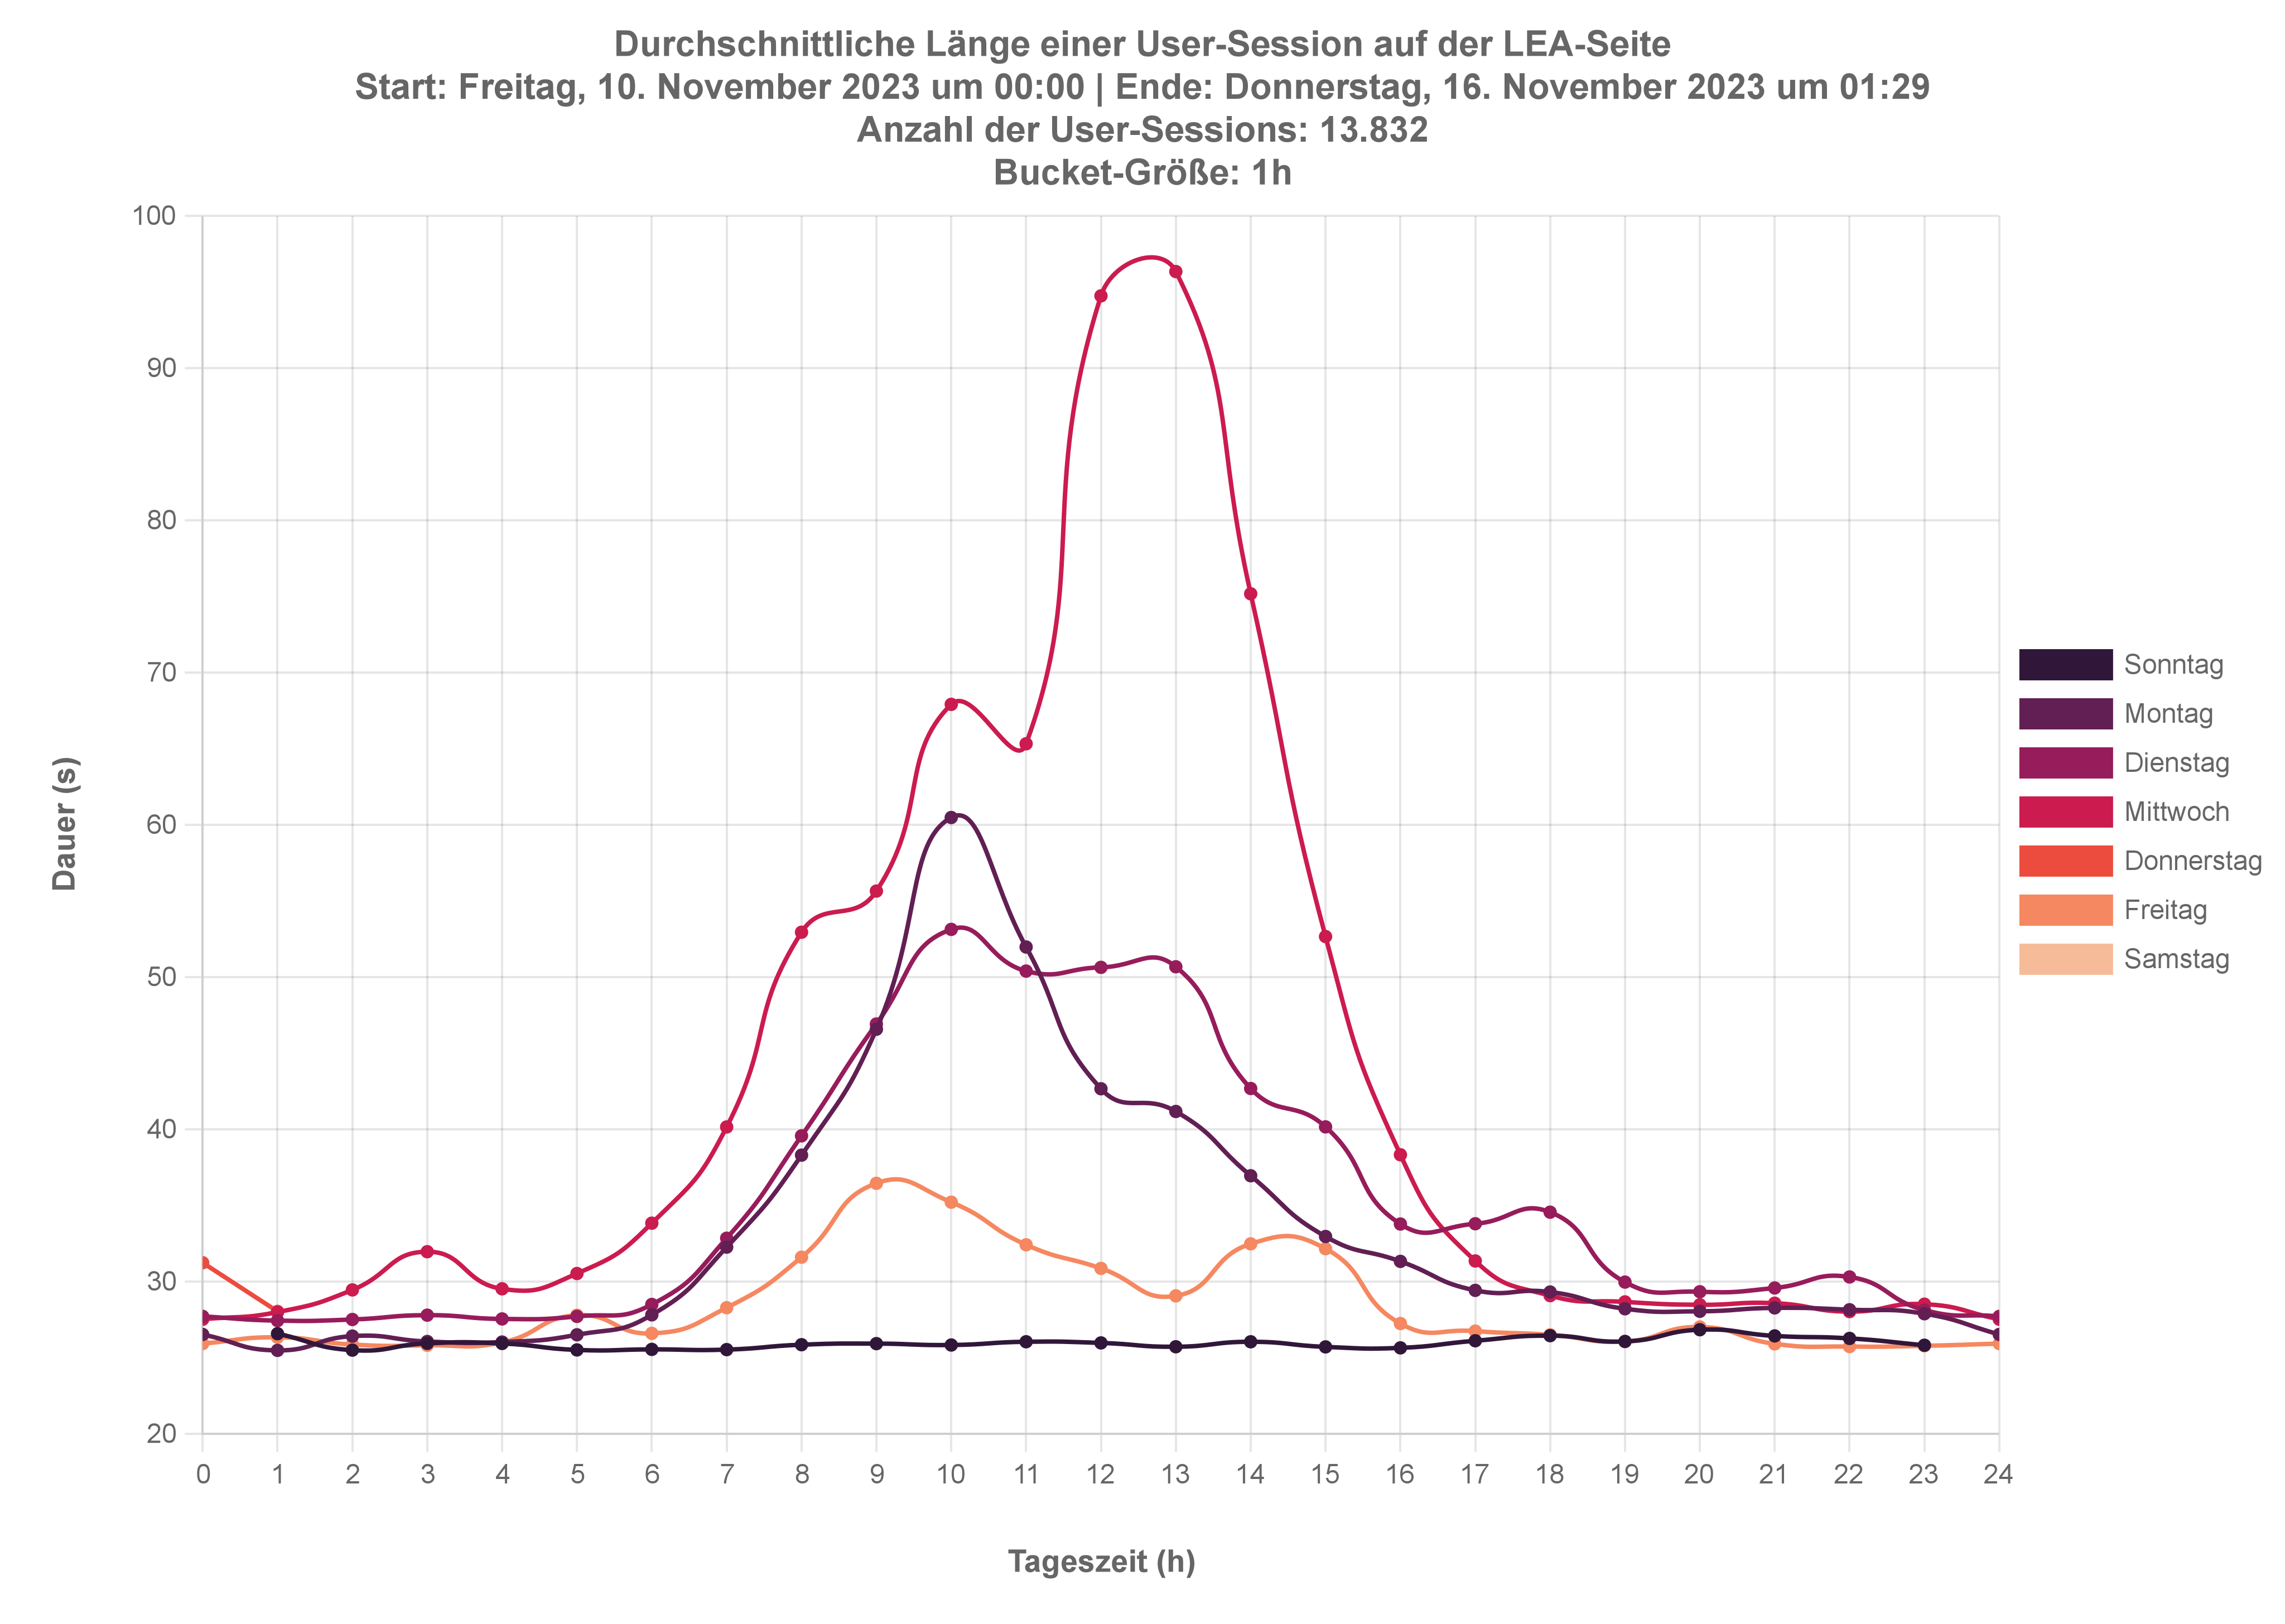 Durchschnittliche Länge einer User-Session auf der LEA-Seite
Start: Freitag, 10. November 2023 um 00:00 | Ende: Donnerstag, 16. November 2023 um 01:29
Anzahl der User-Sessions: 13.832
Bucket-Größe: 1h
100
90
80
70
60
50
40
30
20
Dauer (s)
0 1 2 3 4 5 6 7 8 9 10 11 12 13 14 15 16 17 18 19 20 21 22 23 24
Tageszeit (h)
Sonntag
Montag
Dienstag
Mittwoch
Donnerstag
Freitag
Samstag